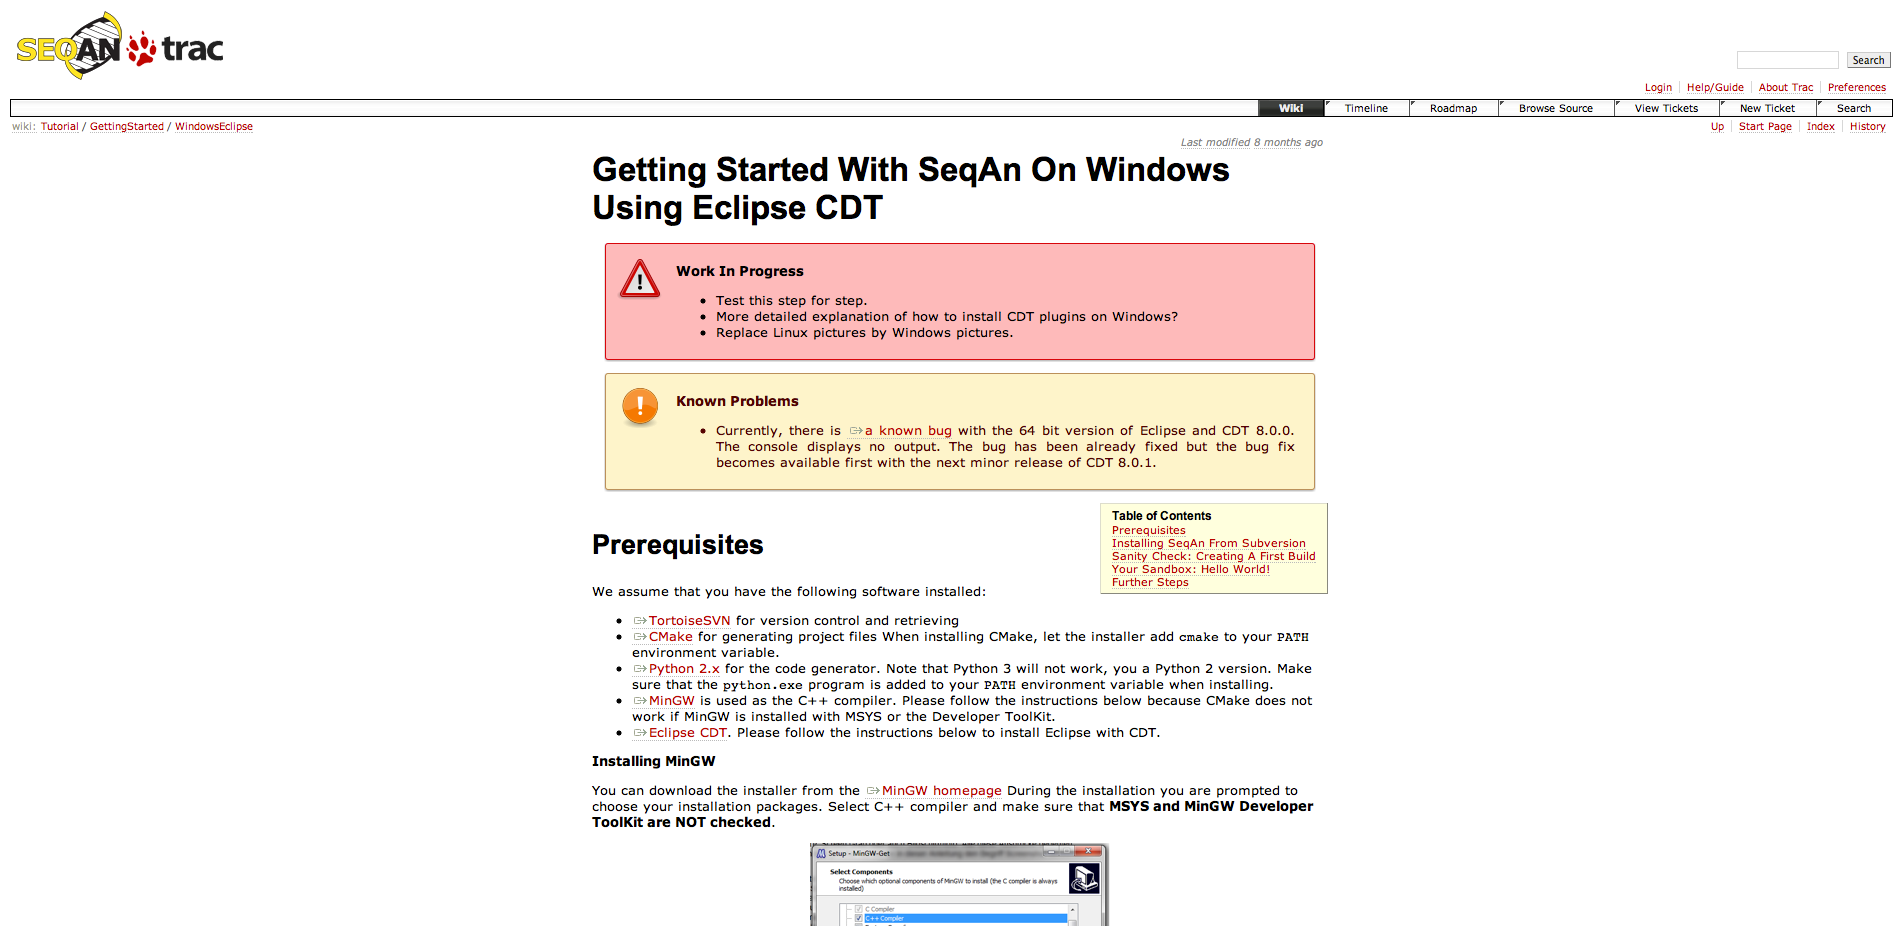 SEQAN trac
Search
Login Help/Guide About Trac Preferences
Wiki Timeline Roadmap Browse Source View Tickets New Ticket Search
wiki: Tutorial / GettingStarted / WindowsEclipse
Up Start Page Index History
Last modified 8 months ago
Getting Started With SeqAn On Windows
Using Eclipse CDT
Work In Progress
• Test this step for step.
• More detailed explanation of how to install CDT plugins on Windows?
• Replace Linux pictures by Windows pictures.
Known Problems
• Currently, there is a known bug with the 64 bit version of Eclipse and CDT 8.0.0.
The console displays no output. The bug has been already fixed but the bug fix
becomes available first with the next minor release of CDT 8.0.1.
Table of Contents
Prerequisites
Installing SeqAn From Subversion
Sanity Check: Creating A First Build
Your Sandbox: Hello World!
Further Steps
Prerequisites
We assume that you have the following software installed:
• TortoiseSVN for version control and retrieving
• CMake for generating project files When installing CMake, let the installer add cmake to your PATH
environment variable.
• Python 2.x for the code generator. Note that Python 3 will not work, you a Python 2 version. Make
sure that the python.exe program is added to your PATH environment variable when installing.
• MinGW is used as the C++ compiler. Please follow the instructions below because CMake does not
work if MinGW is installed with MSYS or the Developer ToolKit.
• Eclipse CDT. Please follow the instructions below to install Eclipse with CDT.
Installing MinGW
You can download the installer from the MinGW homepage During the installation you are prompted to
choose your installation packages. Select C++ compiler and make sure that MSYS and MinGW Developer
ToolKit are NOT checked.
Setup - MinGW-Get
Select Components
Choose which optional components of MinGW to install (the C compiler is always
installed)
C Compiler
C++ Compiler